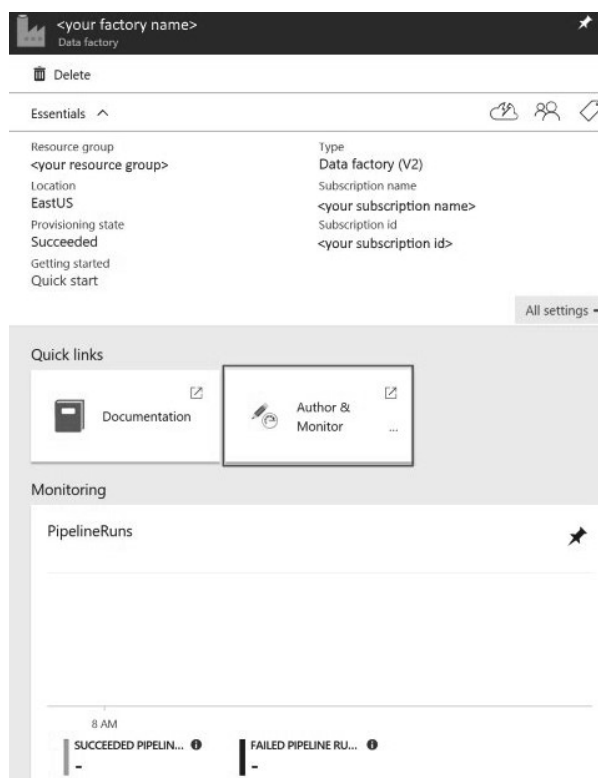 <your factory name>
Data factory
Delete
Essentials
Resource group
<your resource group>
Type
Data factory (V2)
Location
EastUS
Subscription name
<your subscription name>
Provisioning state
Succeeded
Subscription id
<your subscription id>
Getting started
Quick start
All settings
Quick links
Documentation
Author &
Monitor
...
Monitoring
PipelineRuns
8 AM
SUCCEEDED PIPELIN...
-
FAILED PIPELINE RU...
-